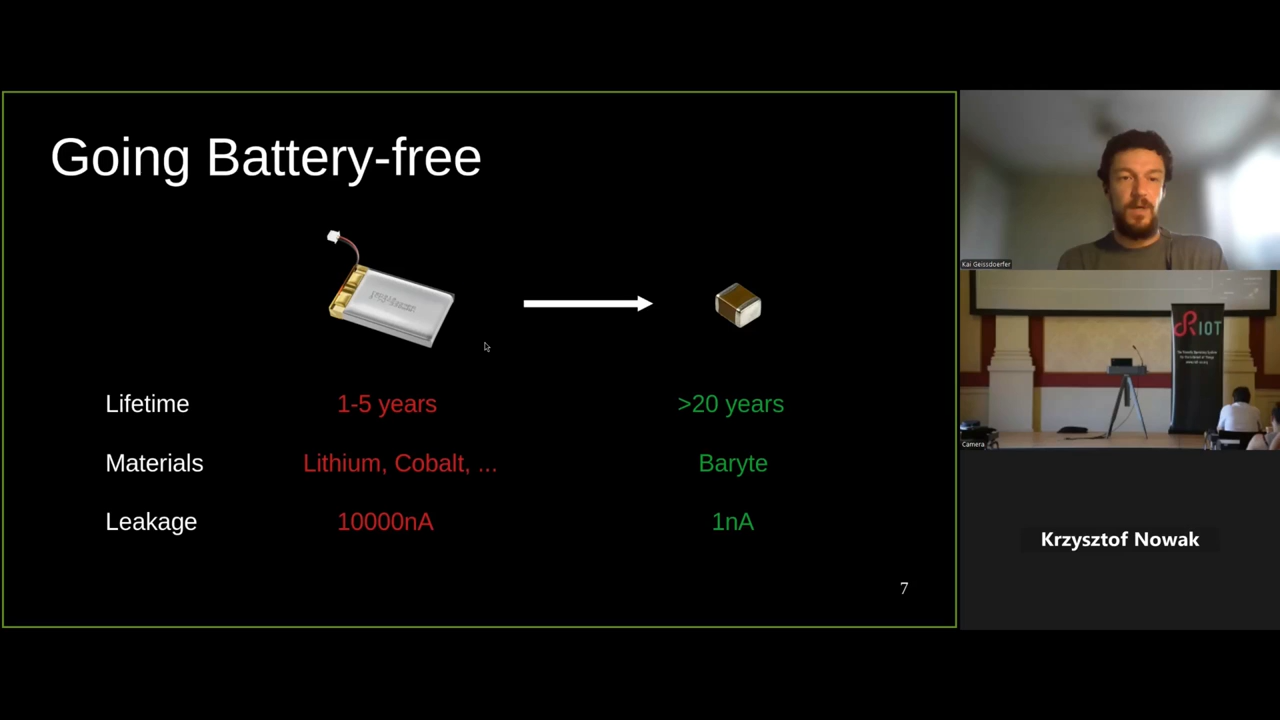 Going Battery-free
Lifetime
1-5 years
>20 years
Materials
Lithium, Cobalt, ...
Baryte
Leakage
10000nA
1nA
7
Kai Geissdoerfer
RIOT
Camera
Krzysztof Nowak